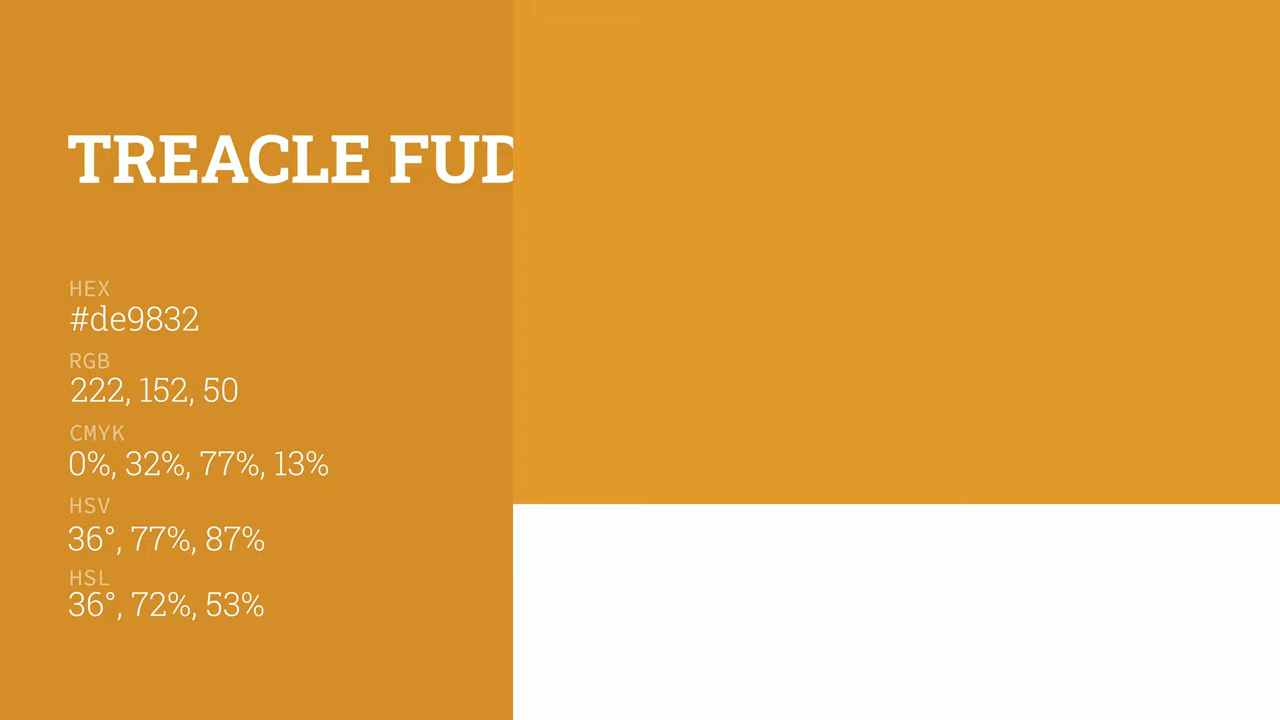 TREACLE FUD
HEX
#de9832
RGB
222, 152, 50
CMYK
0%, 32%, 77%, 13%
HSV
36°, 77%, 87%
HSL
36°, 72%, 53%